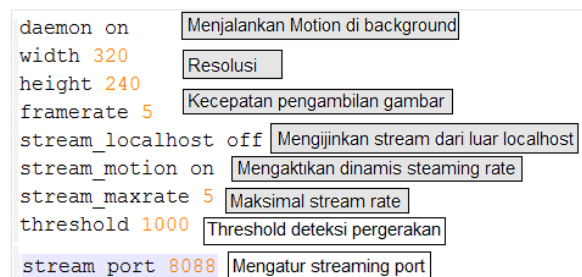 daemon on Menjalankan Motion di background
width 320
Resolusi
height 240
framerate 5 Kecepatan pengambilan gambar
stream_localhost off Mengijinkan stream dari luar localhost
stream_motion on Mengaktikan dinamis steaming rate
stream_maxrate 5 Maksimal stream rate
threshold 1000 Threshold deteksi pergerakan
stream port 8088 Mengatur streaming port